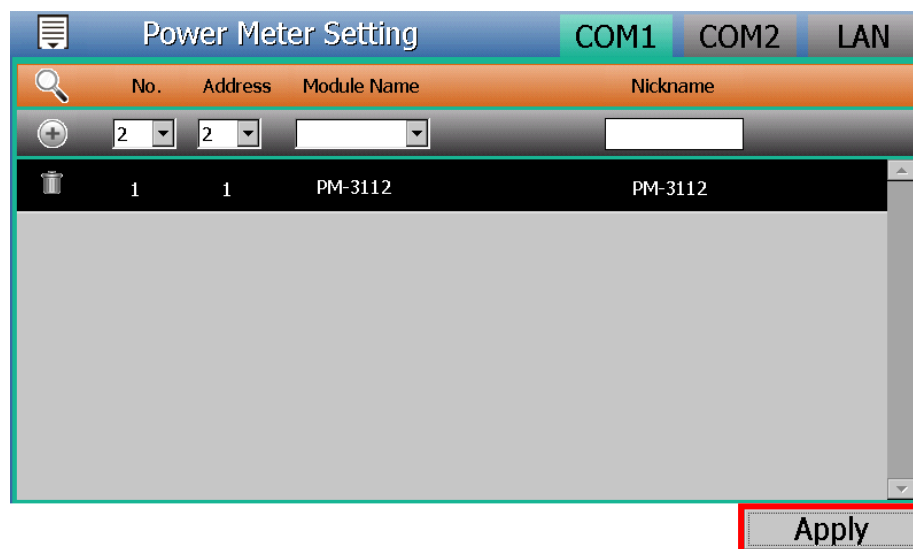 Power Meter Setting COM1 COM2 LAN
No. Address Module Name Nickname
2 2
1 1 PM-3112 PM-3112
Apply